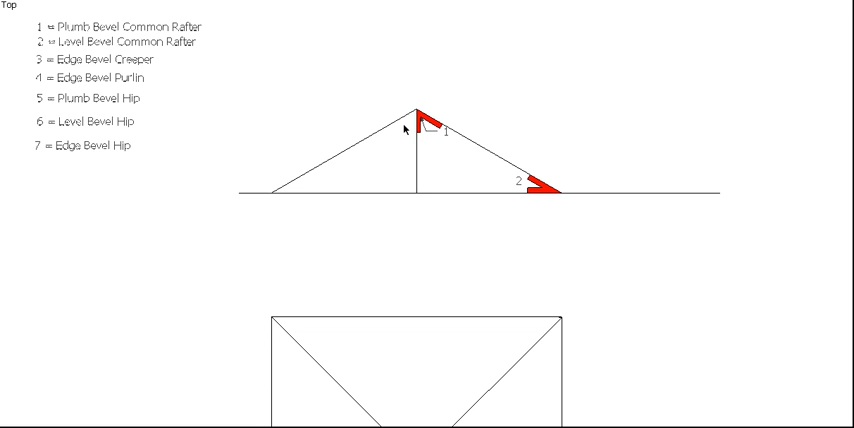 Top
1 = Plumb Bevel Common Rafter
2 = Level Bevel Common Rafter
3 = Edge Bevel Creeper
4 = Edge Bevel Purlin
5 = Plumb Bevel Hip
6 = Level Bevel Hip
7 = Edge Bevel Hip
1
2